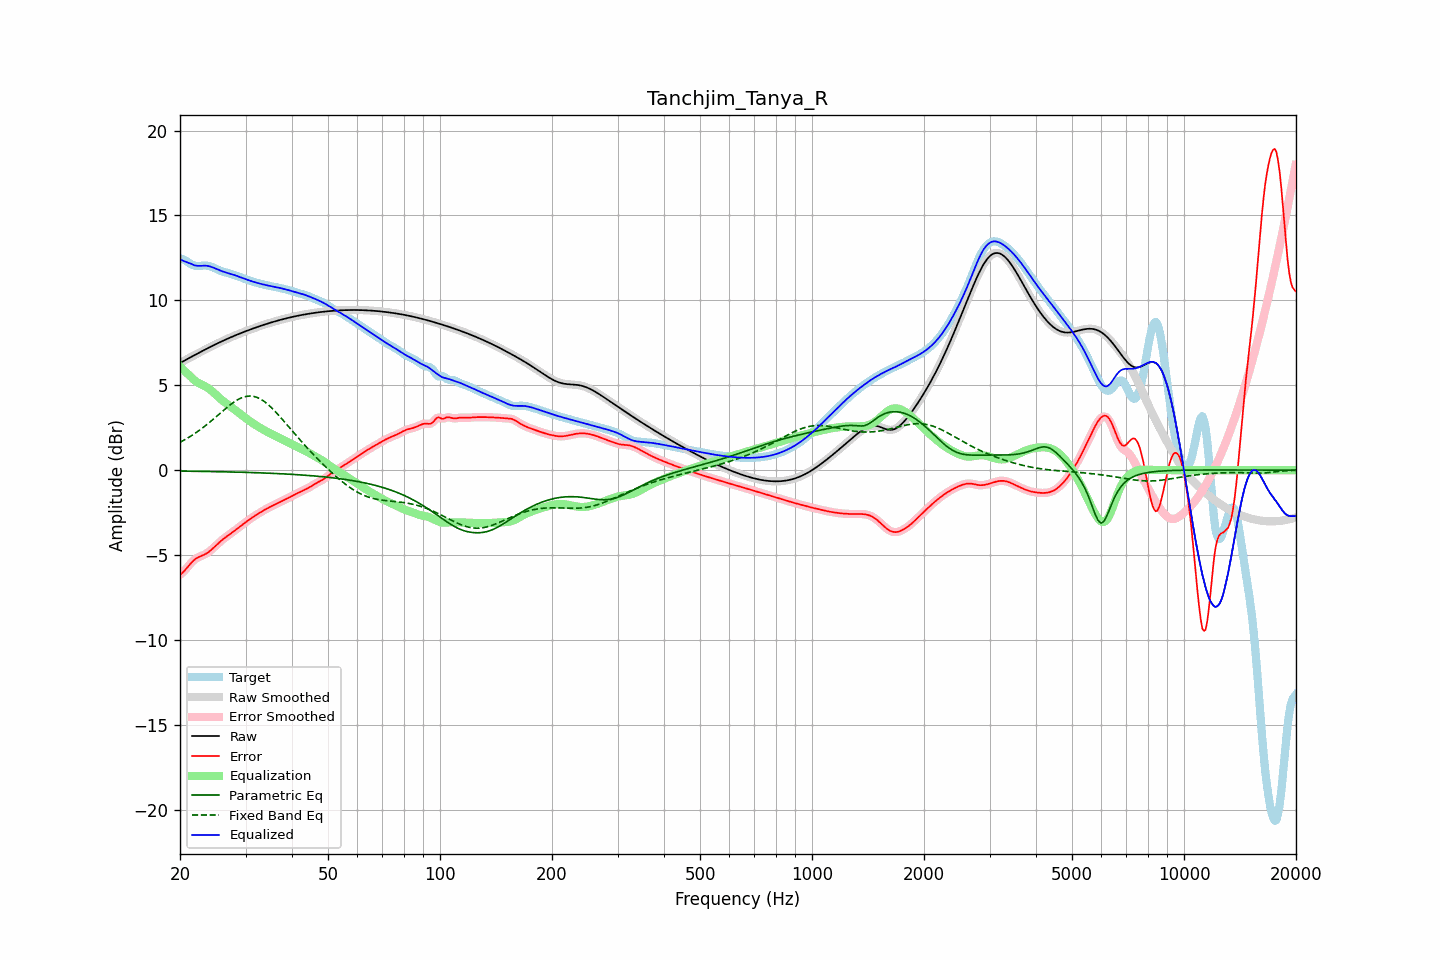 Tanchjim_Tanya_R
20
15
10
5
0
−5
−10
−15
−20
Amplitude (dBr)
Target
Raw Smoothed
Error Smoothed
Raw
Error
Equalization
Parametric Eq
Fixed Band Eq
Equalized
20 50 100 200 500 1000 2000 5000 10000 20000
Frequency (Hz)